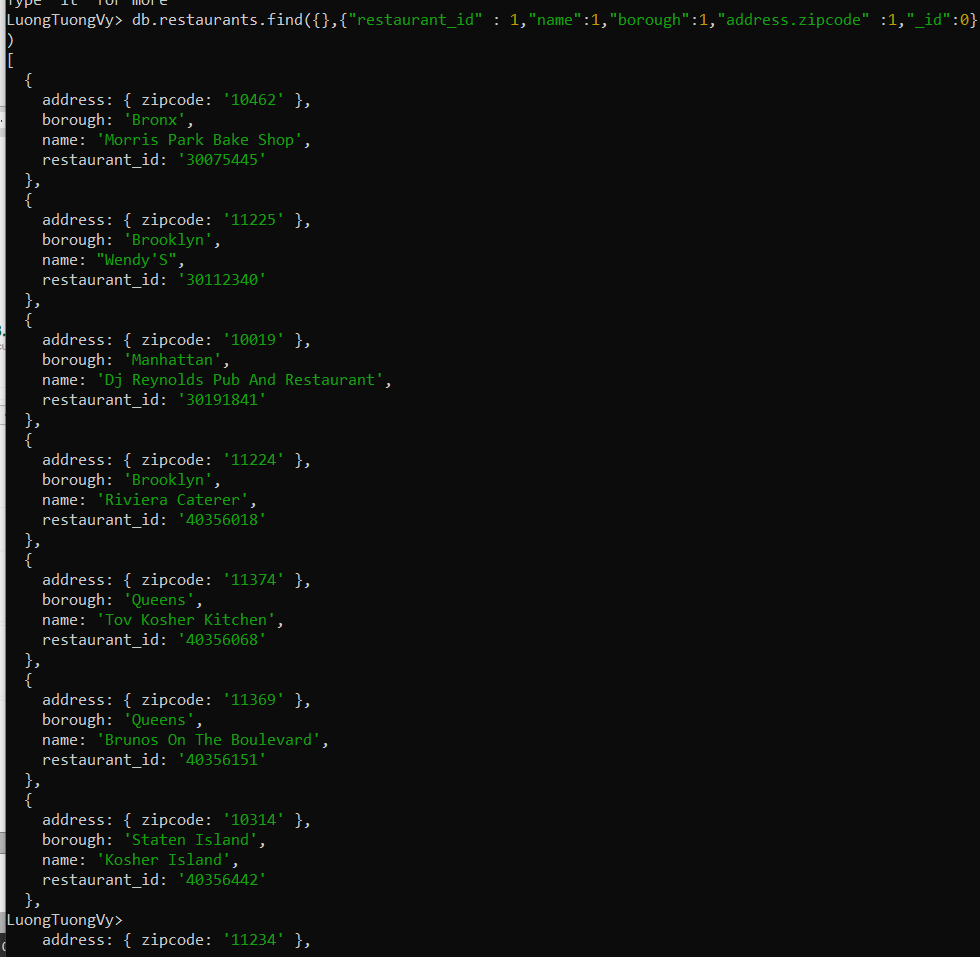 Type "it" for more
LuongTuongVy> db.restaurants.find({},{"restaurant_id" : 1,"name":1,"borough":1,"address.zipcode" :1,"_id":0}
)
[
  {
    address: { zipcode: '10462' },
    borough: 'Bronx',
    name: 'Morris Park Bake Shop',
    restaurant_id: '30075445'
  },
  {
    address: { zipcode: '11225' },
    borough: 'Brooklyn',
    name: "Wendy'S",
    restaurant_id: '30112340'
  },
  {
    address: { zipcode: '10019' },
    borough: 'Manhattan',
    name: 'Dj Reynolds Pub And Restaurant',
    restaurant_id: '30191841'
  },
  {
    address: { zipcode: '11224' },
    borough: 'Brooklyn',
    name: 'Riviera Caterer',
    restaurant_id: '40356018'
  },
  {
    address: { zipcode: '11374' },
    borough: 'Queens',
    name: 'Tov Kosher Kitchen',
    restaurant_id: '40356068'
  },
  {
    address: { zipcode: '11369' },
    borough: 'Queens',
    name: 'Brunos On The Boulevard',
    restaurant_id: '40356151'
  },
  {
    address: { zipcode: '10314' },
    borough: 'Staten Island',
    name: 'Kosher Island',
    restaurant_id: '40356442'
  },
LuongTuongVy>
    address: { zipcode: '11234' },